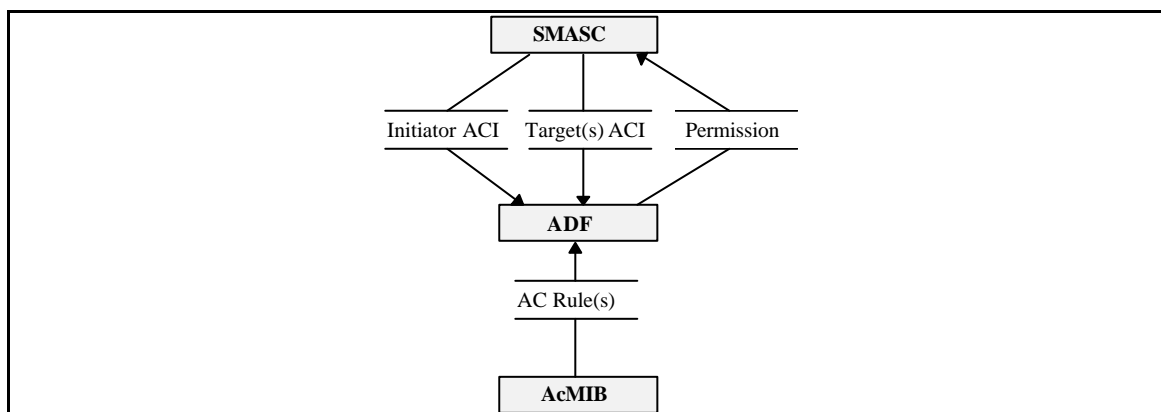 SMASC
Initiator ACI
Target(s) ACI
Permission
ADF
AC Rule(s)
AcMIB